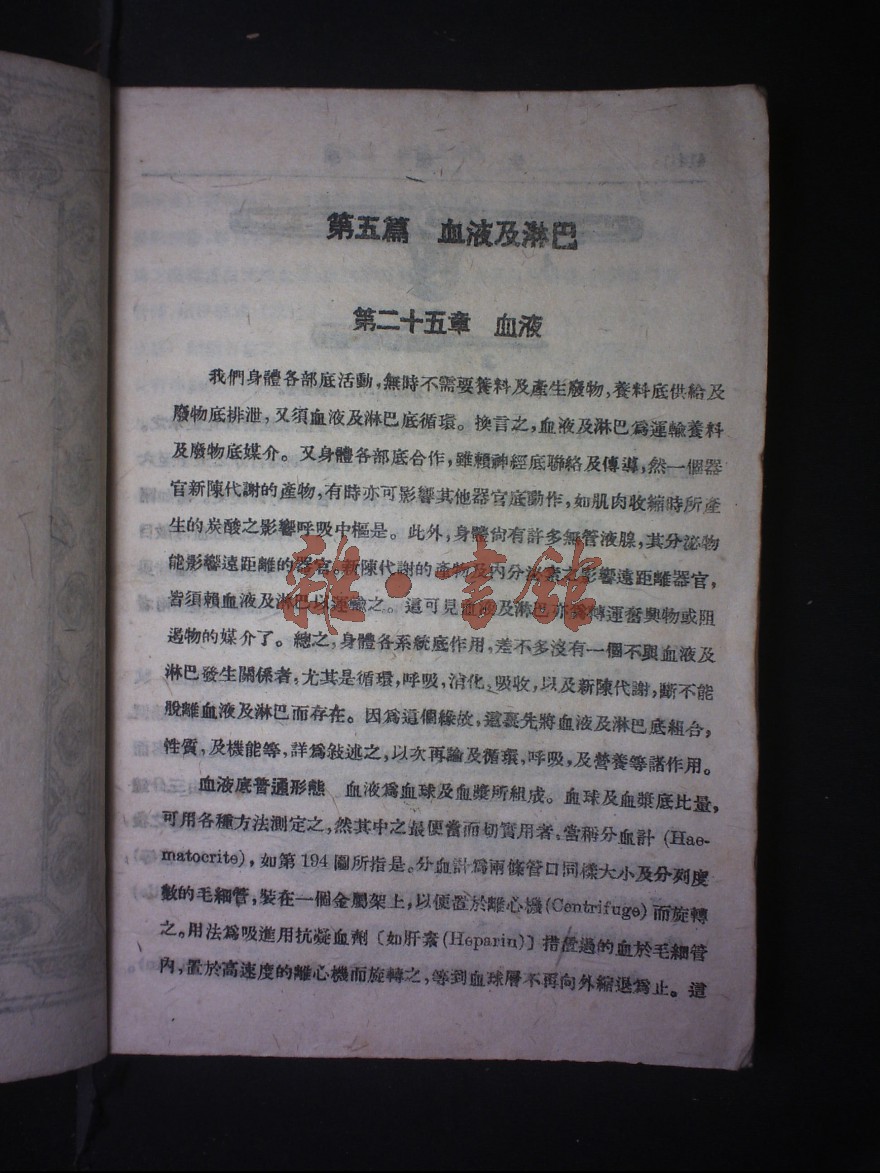 第五篇 血液及淋巴
第二十五章 血液
我們身體各部底活動,無時不需要養料及產生廢物,養料底供給及
廢物底排泄,又須血液及淋巴底循環。換言之,血液及淋巴爲運輸養料
及廢物底媒介。又身體各部底合作,雖賴神經底聯絡及傳導,然一個器
官新陳代謝的產物,有時亦可影響其他器官底動作,如肌肉收縮時所產
生的炭酸之影響呼吸中樞是。此外,身體尙有許多無管液腺,其分泌物
能影響遠距離的器官。新陳代謝的產物及內分泌素之影響遠距離器官,
皆須賴血液及淋巴以運輸之。這可見血液及淋巴亦爲傳運奮興物或阻
遏物的媒介了。總之,身體各系統底作用,差不多沒有一個不與血液及
淋巴發生關係者,尤其是循環,呼吸,消化,吸收,以及新陳代謝,斷不能
脫離血液及淋巴而存在。因爲這個緣故,這裏先將血液及淋巴底組合,
性質,及機能等,詳爲敍述之,以次再論及循環,呼吸,及營養等諸作用。
血液底普通形態 血液爲血球及血漿所組成。血球及血漿底比量,
可用各種方法測定之,然其中之最便當而切實用者,當稱分血計 (Hae-
matocrite),如第 194 圖所指是。分血計爲兩條管口同樣大小及分列度
數的毛細管,裝在一個金屬架上,以便置於離心機 (Centrifuge) 而旋轉
之。用法爲吸進用抗凝血劑〔如肝素 (Heparin)〕措置過的血於毛細管
內,置於高速度的離心機而旋轉之,等到血球層不再向外縮退爲止。這
雜·書館